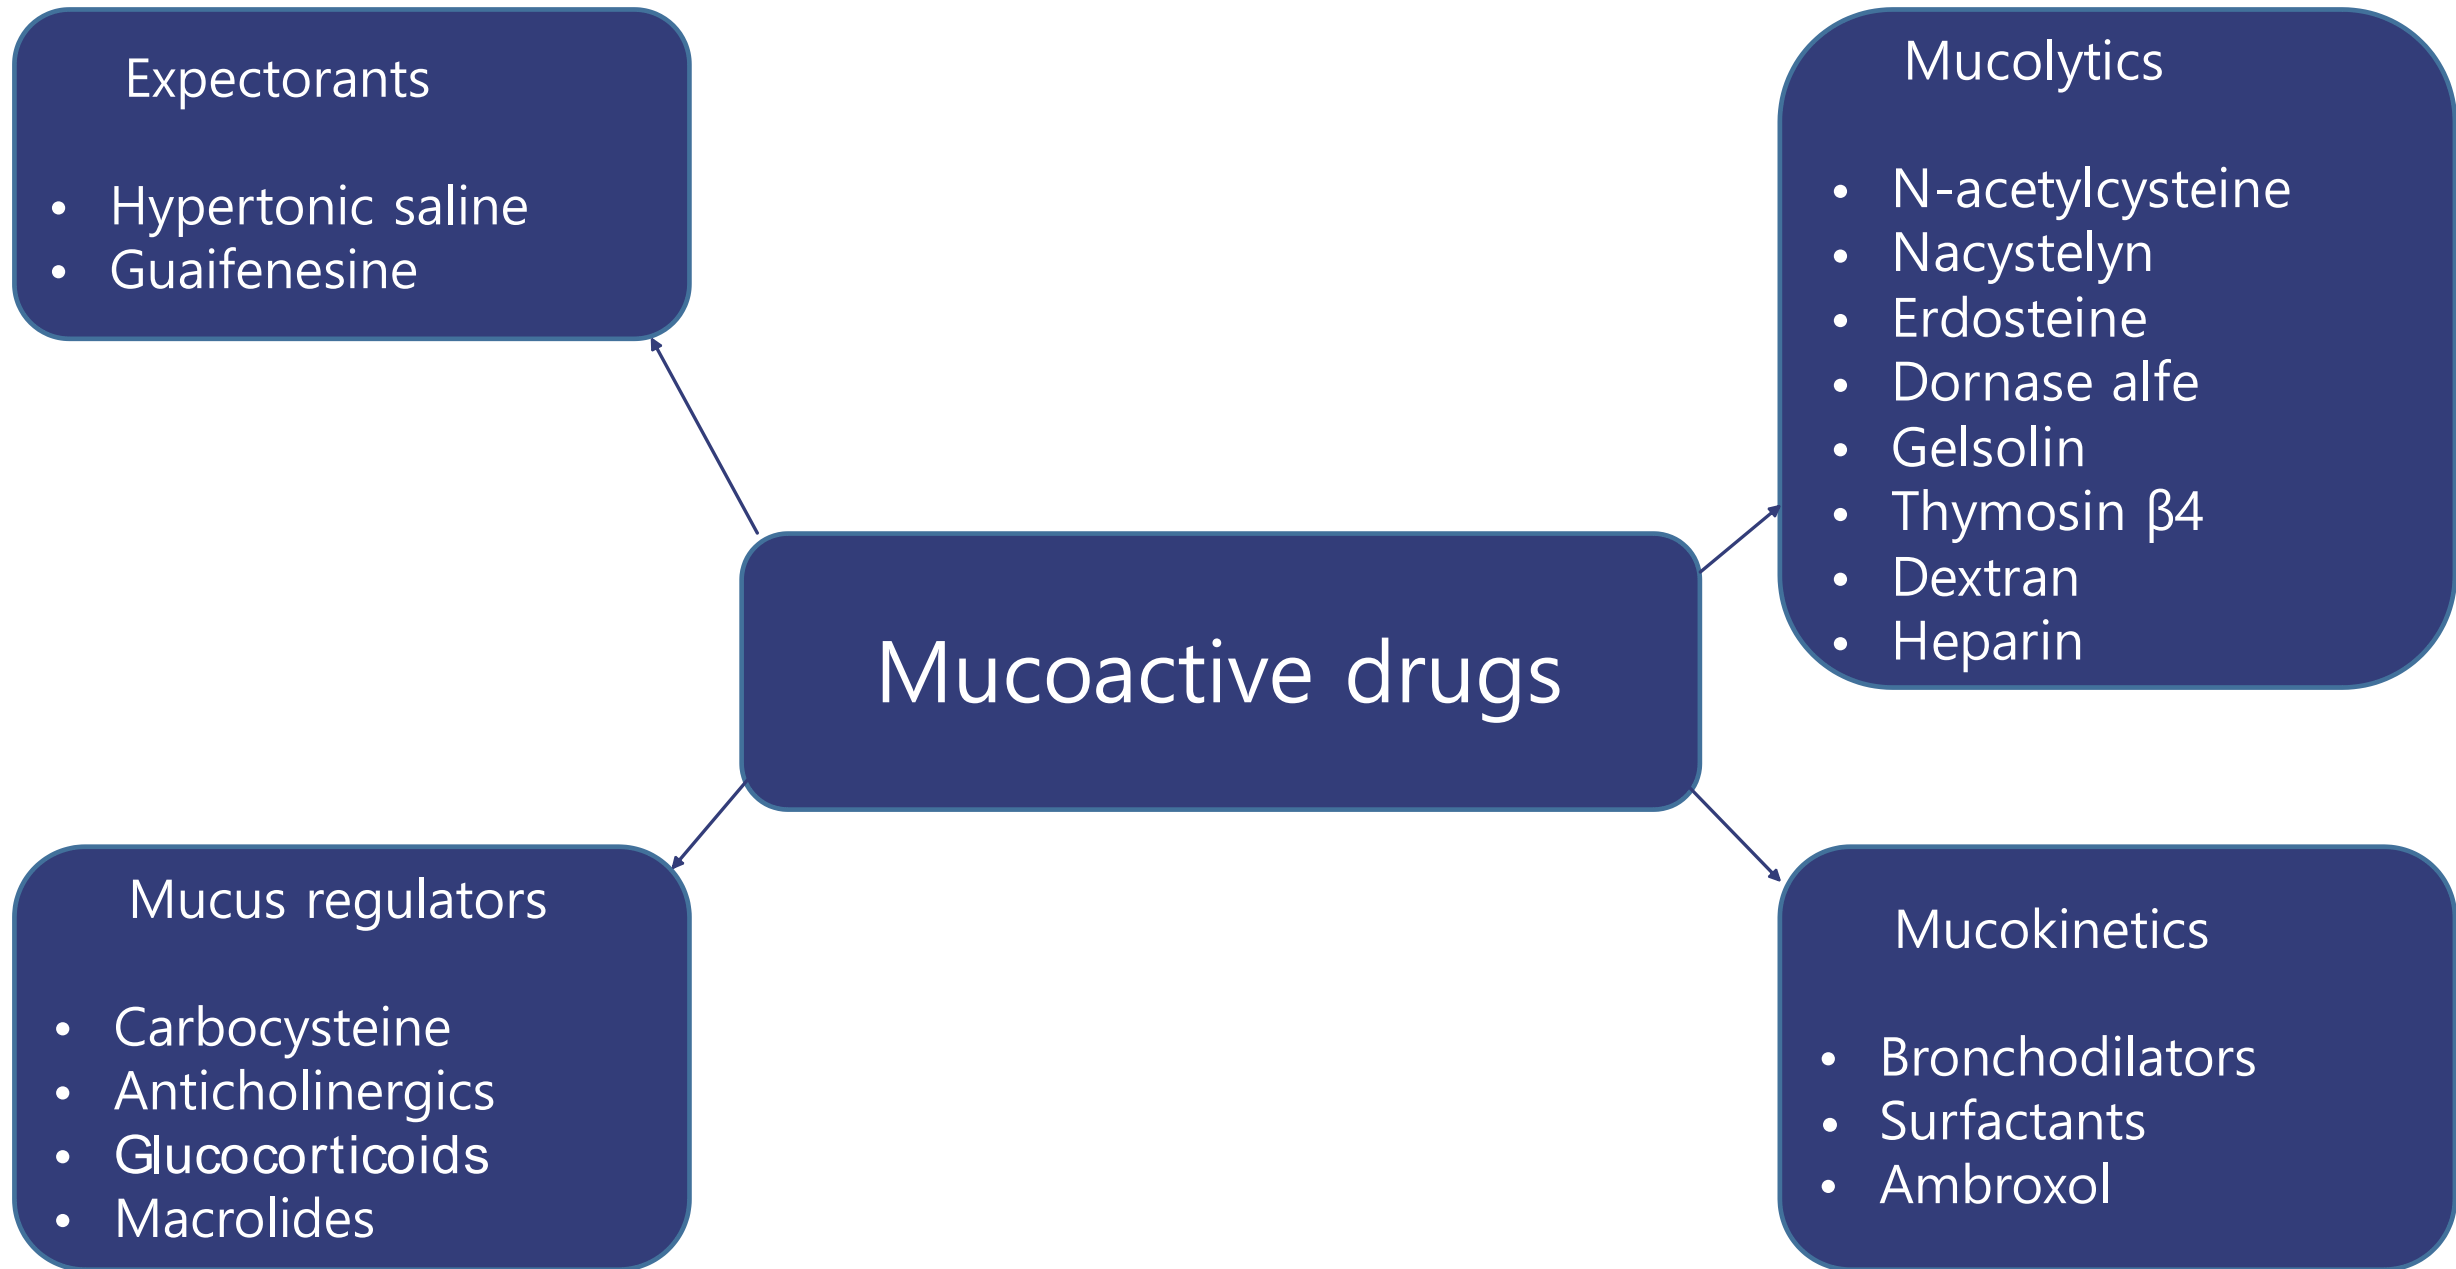 Expectorants
• Hypertonic saline
• Guaifenesine
Mucolytics
• N-acetylcysteine
• Nacystelyn
• Erdosteine
• Dornase alfe
• Gelsolin
• Thymosin β4
• Dextran
• Heparin
Mucoactive drugs
Mucus regulators
• Carbocysteine
• Anticholinergics
• Glucocorticoids
• Macrolides
Mucokinetics
• Bronchodilators
• Surfactants
• Ambroxol